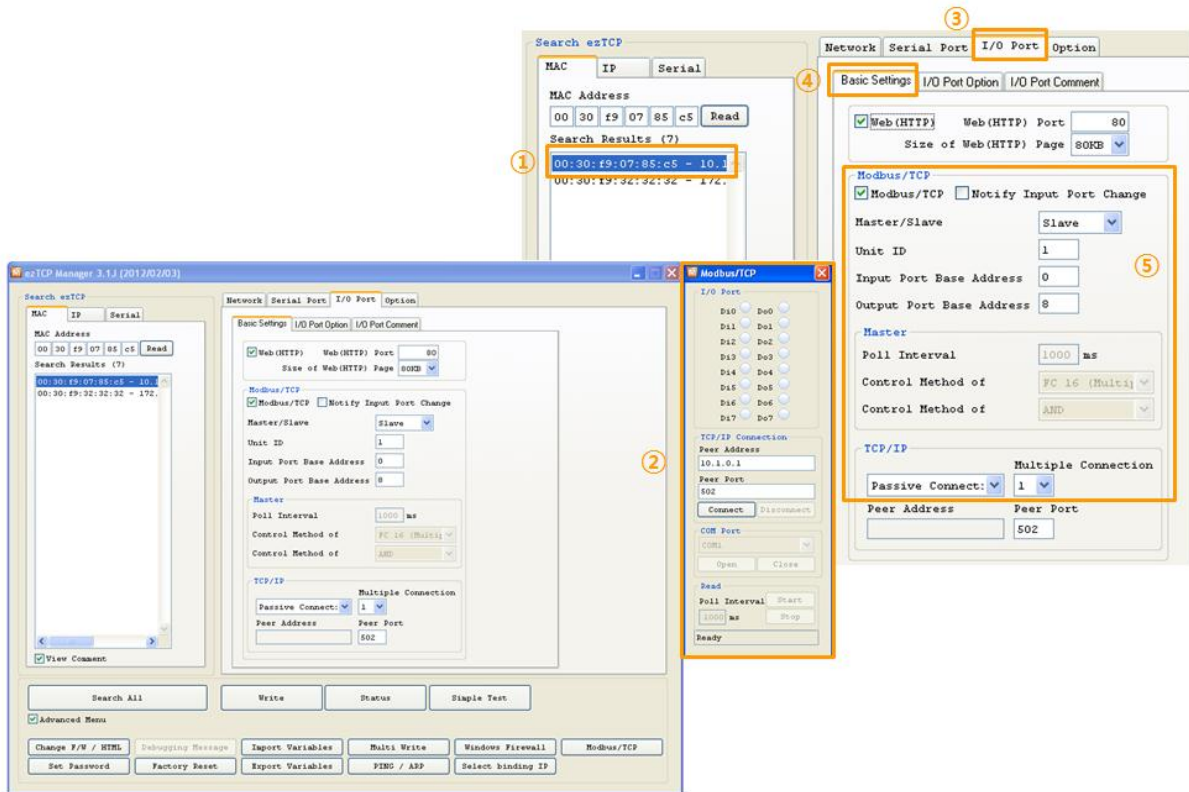 ③
Search ezTCP
Network Serial Port I/O Port Option
MAC IP Serial
④
Basic Settings I/O Port Option I/O Port Comment
MAC Address
00 30 f9 07 85 c5 Read
Web(HTTP) Web(HTTP) Port 80
Search Results (7)
Size of Web(HTTP) Page 80KB
①
00:30:f9:07:85:c5 - 10.1
00:30:f9:32:32:32 - 172.
Modbus/TCP
Modbus/TCP Notify Input Port Change
Master/Slave Slave
Unit ID 1
⑤
Input Port Base Address 0
Output Port Base Address 8
Master
Poll Interval 1000 ms
Control Method of FC 16 (Multi
Control Method of AND
TCP/IP
Multiple Connection
Passive Connect: 1
Peer Address Peer Port
502
ezTCP Manager 3.1J (2012/02/03)
Search ezTCP
MAC IP Serial
MAC Address
00 30 f9 07 85 c5 Read
Search Results (7)
00:30:f9:07:85:c5 - 10.1
00:30:f9:32:32:32 - 172.
View Comment
Network Serial Port I/O Port Option
Basic Settings I/O Port Option I/O Port Comment
Web(HTTP) Web(HTTP) Port 80
Size of Web(HTTP) Page 80KB
Modbus/TCP
Modbus/TCP Notify Input Port Change
Master/Slave Slave
Unit ID 1
Input Port Base Address 0
Output Port Base Address 8
Master
Poll Interval 1000 ms
Control Method of FC 16 (Multi
Control Method of AND
TCP/IP
Multiple Connection
Passive Connect: 1
Peer Address Peer Port
502
②
Modbus/TCP
I/O Port
Di0 Do0
Di1 Do1
Di2 Do2
Di3 Do3
Di4 Do4
Di5 Do5
Di6 Do6
Di7 Do7
TCP/IP Connection
Peer Address
10.1.0.1
Peer Port
502
Connect Disconnect
COM Port
COM1
Open Close
Read
Poll Interval Start
1000 ms Stop
Ready
Search All Write Status Simple Test
Advanced Menu
Change F/W / HTML Debugging Message Import Variables Multi Write Windows Firewall Modbus/TCP
Set Password Factory Reset Export Variables PING / ARP Select binding IP